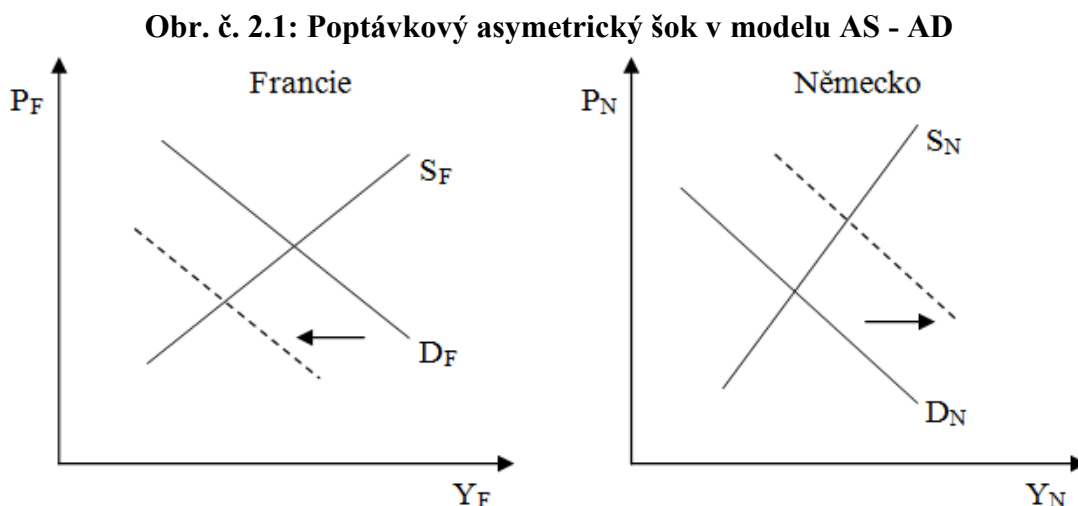 Obr. č. 2.1: Poptávkový asymetrický šok v modelu AS - AD
Francie
P_F
S_F
D_F
Y_F
Německo
P_N
S_N
D_N
Y_N